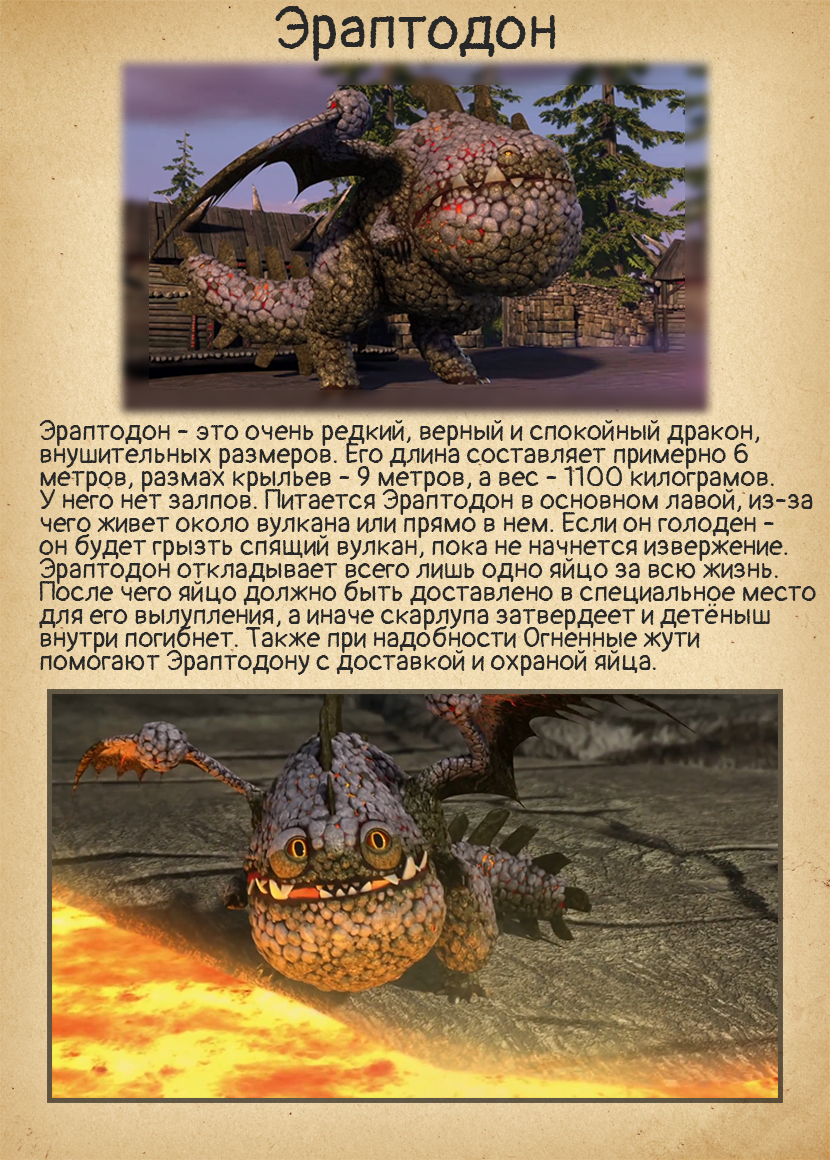 Эраптодон
Эраптодон - это очень редкий, верный и спокойный дракон,
внушительных размеров. Его длина составляет примерно 6
метров, размах крыльев - 9 метров, а вес - 1100 килограмов.
У него нет залпов. Питается Эраптодон в основном лавой, из-за
чего живет около вулкана или прямо в нем. Если он голоден -
он будет грызть спящий вулкан, пока не начнется извержение.
Эраптодон откладывает всего лишь одно яйцо за всю жизнь.
После чего яйцо должно быть доставлено в специальное место
для его вылупления, а иначе скарлупа затвердеет и детёныш
внутри погибнет. Также при надобности Огненные жути
помогают Эраптодону с доставкой и охраной яйца.